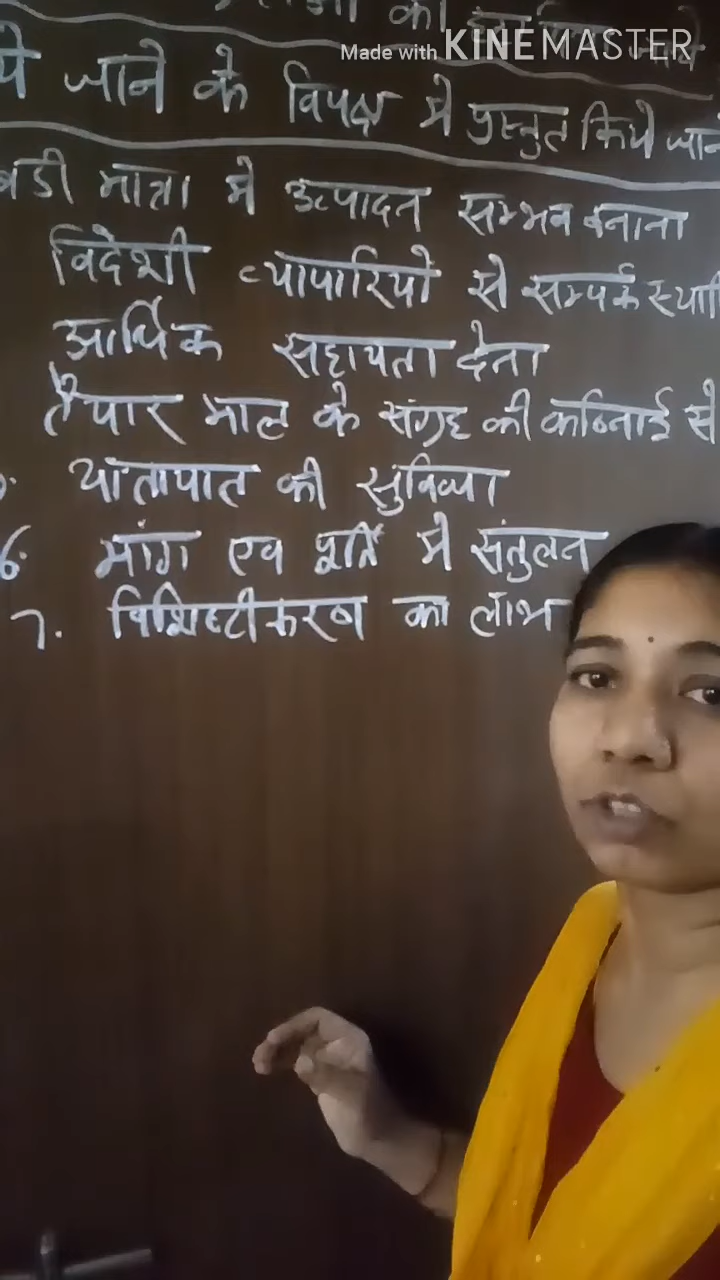 की
Made with KINEMASTER
ये जाने के विपक्ष मे प्रस्तुत किये जाने
बडी मात्रा मे उत्पादन सम्भव बनाना
विदेशी व्यापारियो से सम्पर्क
आर्थिक सहायता देना
तैयार माल के संग्रह की कठिनाई से
यातायात की सुविधा
6. मांग एव पूर्ति मे संतुलन
7. विशिष्टीकरण का लाभ